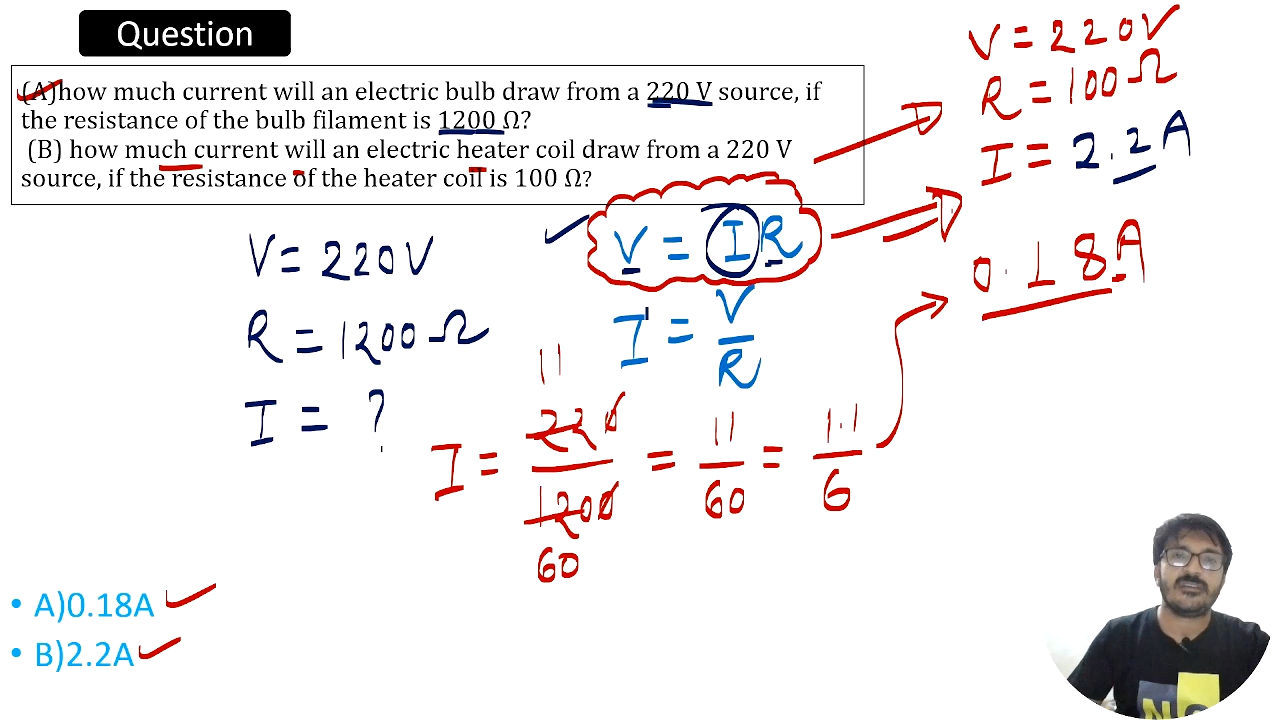 Question
(A)how much current will an electric bulb draw from a 220 V source, if
the resistance of the bulb filament is 1200 Ω?
(B) how much current will an electric heater coil draw from a 220 V
source, if the resistance of the heater coil is 100 Ω?
V = 220V
R = 100 Ω
I = 2.2 A
0.18 A
V = I R
I = V/R
V = 220V
R = 1200 Ω
I = ?
11
I = 220/1200 = 11/60 = 1.1/6
60
• A)0.18A
• B)2.2A